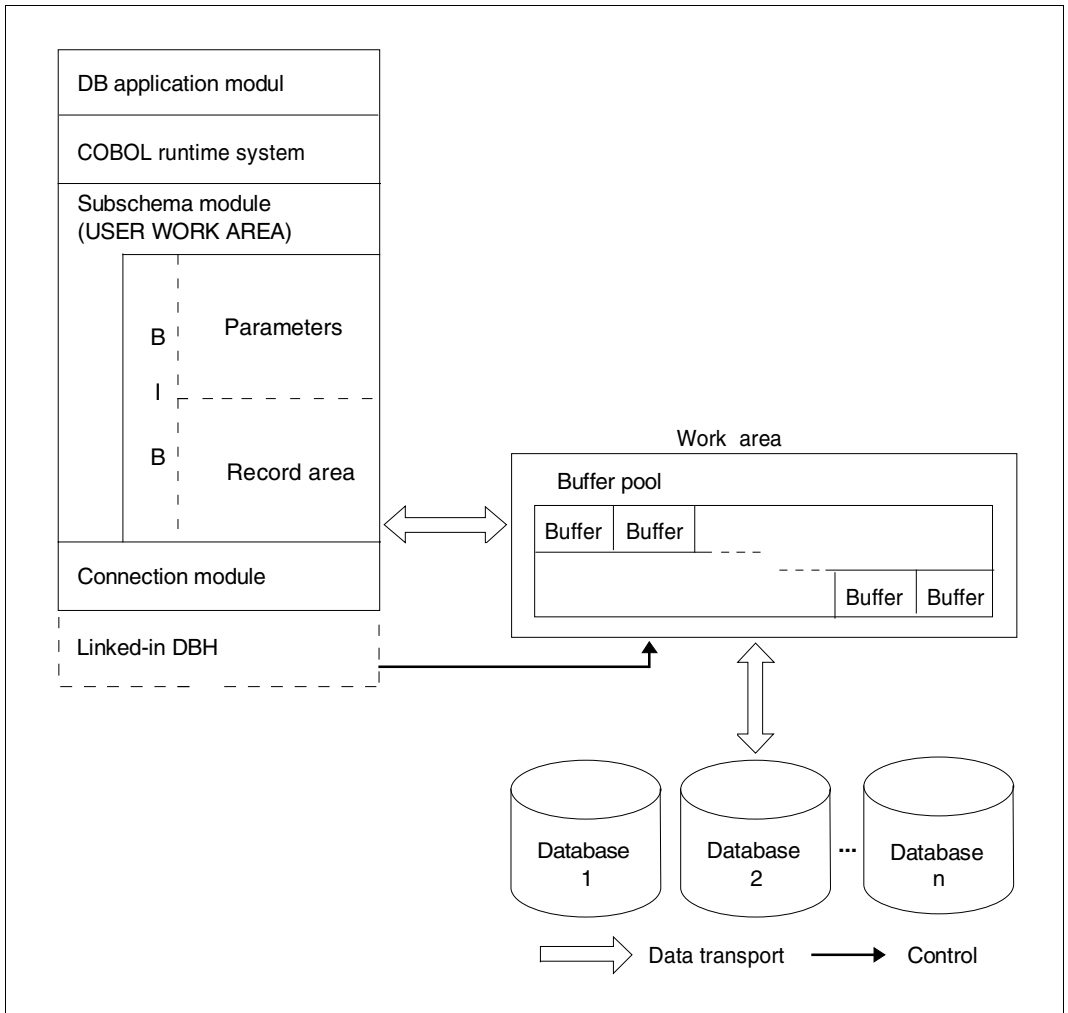 DB application modul
COBOL runtime system
Subschema module
(USER WORK AREA)
B
I
B
Parameters
Record area
Connection module
Linked-in DBH
Work area
Buffer pool
Buffer Buffer
Buffer Buffer
Database
1
Database
2
...
Database
n
Data transport
Control